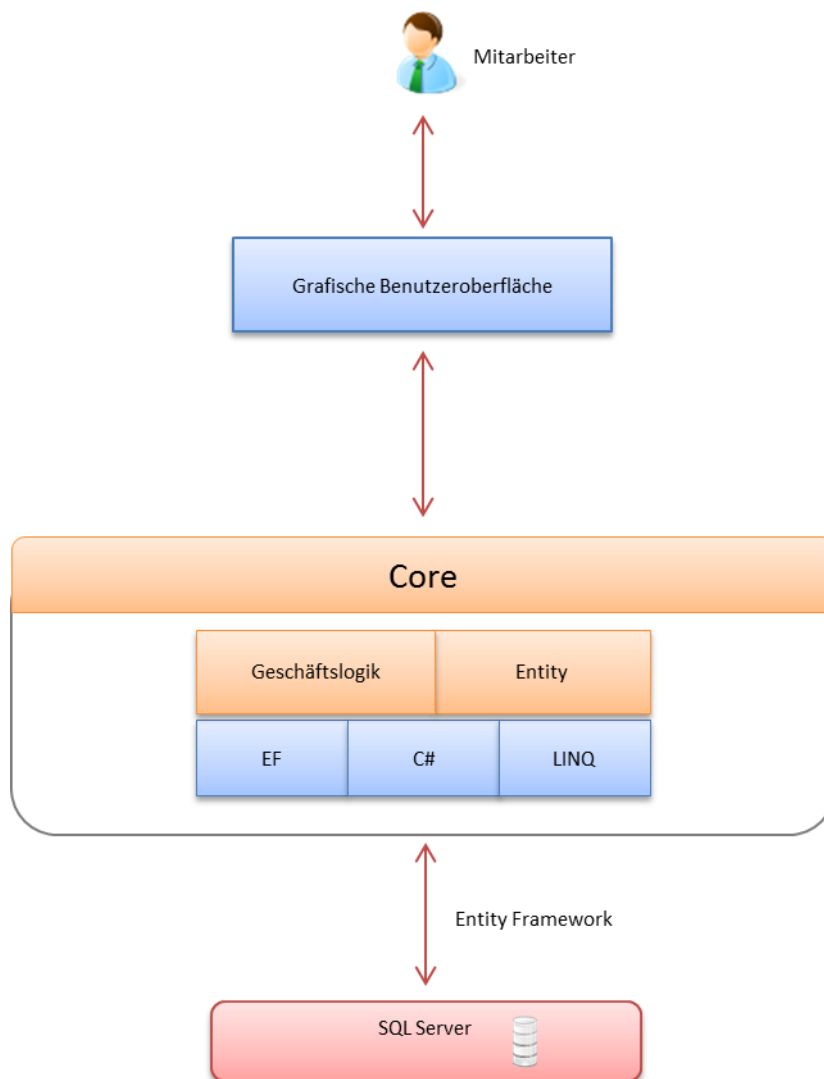 Mitarbeiter
Grafische Benutzeroberfläche
Core
Geschäftslogik
Entity
EF
C#
LINQ
Entity Framework
SQL Server